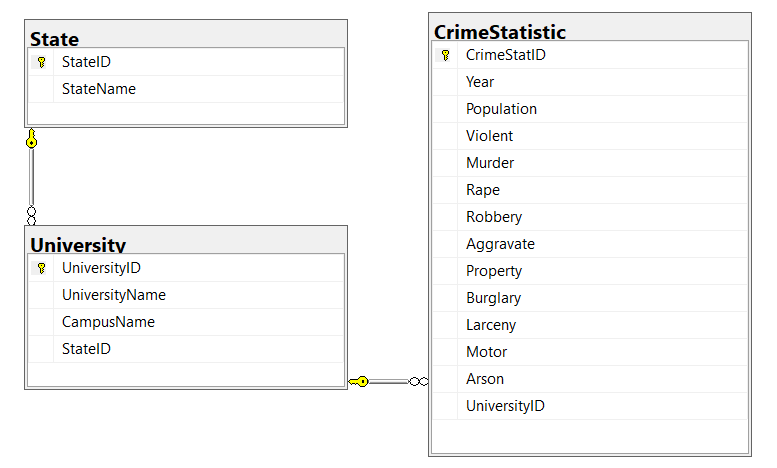 State
StateID
StateName
University
UniversityID
UniversityName
CampusName
StateID
CrimeStatistic
CrimeStatID
Year
Population
Violent
Murder
Rape
Robbery
Aggravate
Property
Burglary
Larceny
Motor
Arson
UniversityID